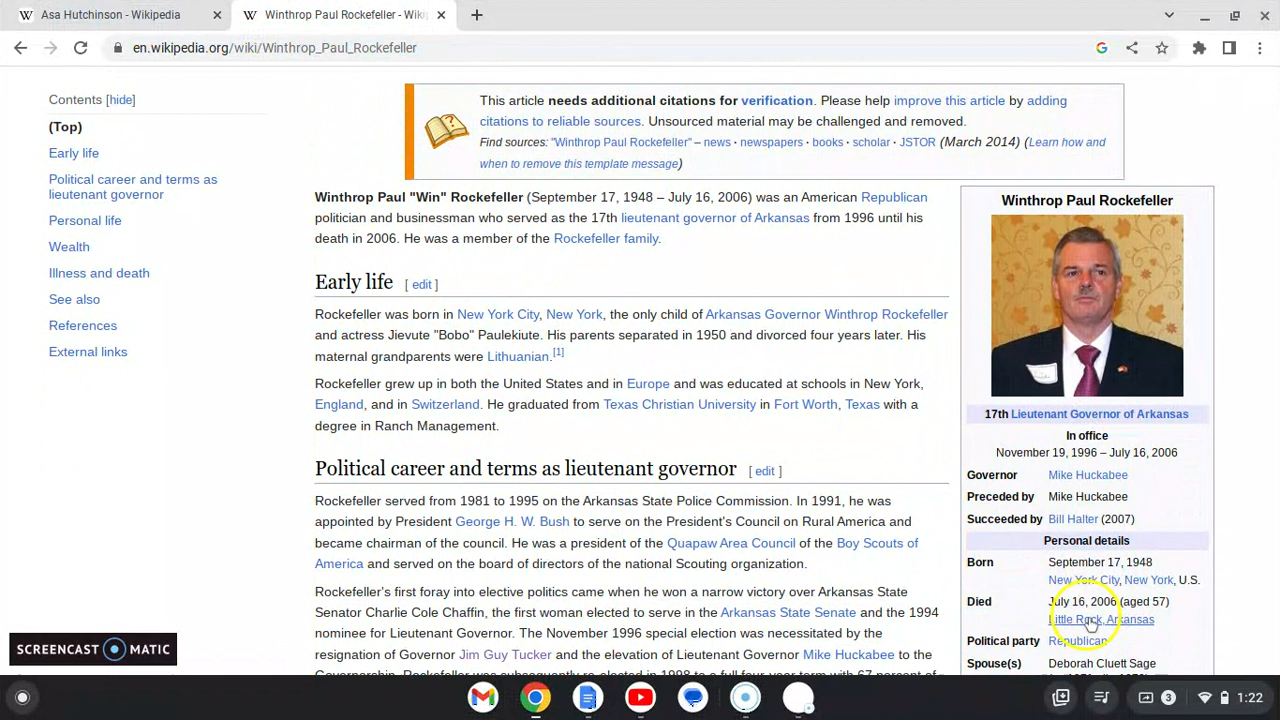 Asa Hutchinson - Wikipedia
Winthrop Paul Rockefeller - Wiki
en.wikipedia.org/wiki/Winthrop_Paul_Rockefeller
Contents [hide]
(Top)
Early life
Political career and terms as
lieutenant governor
Personal life
Wealth
Illness and death
See also
References
External links
This article needs additional citations for verification. Please help improve this article by adding
citations to reliable sources. Unsourced material may be challenged and removed.
Find sources: "Winthrop Paul Rockefeller" – news · newspapers · books · scholar · JSTOR (March 2014) (Learn how and
when to remove this template message)
Winthrop Paul "Win" Rockefeller (September 17, 1948 – July 16, 2006) was an American Republican
politician and businessman who served as the 17th lieutenant governor of Arkansas from 1996 until his
death in 2006. He was a member of the Rockefeller family.
Early life [ edit ]
Rockefeller was born in New York City, New York, the only child of Arkansas Governor Winthrop Rockefeller
and actress Jievute "Bobo" Paulekiute. His parents separated in 1950 and divorced four years later. His
maternal grandparents were Lithuanian.[1]
Rockefeller grew up in both the United States and in Europe and was educated at schools in New York,
England, and in Switzerland. He graduated from Texas Christian University in Fort Worth, Texas with a
degree in Ranch Management.
Political career and terms as lieutenant governor [ edit ]
Rockefeller served from 1981 to 1995 on the Arkansas State Police Commission. In 1991, he was
appointed by President George H. W. Bush to serve on the President's Council on Rural America and
became chairman of the council. He was a president of the Quapaw Area Council of the Boy Scouts of
America and served on the board of directors of the national Scouting organization.
Rockefeller's first foray into elective politics came when he won a narrow victory over Arkansas State
Senator Charlie Cole Chaffin, the first woman elected to serve in the Arkansas State Senate and the 1994
nominee for Lieutenant Governor. The November 1996 special election was necessitated by the
resignation of Governor Jim Guy Tucker and the elevation of Lieutenant Governor Mike Huckabee to the
Governorship. Rockefeller was subsequently re-elected in 1998 to a full four-year term with 67 percent of
Winthrop Paul Rockefeller
17th Lieutenant Governor of Arkansas
In office
November 19, 1996 – July 16, 2006
Governor Mike Huckabee
Preceded by Mike Huckabee
Succeeded by Bill Halter (2007)
Personal details
Born September 17, 1948
New York City, New York, U.S.
Died July 16, 2006 (aged 57)
Little Rock, Arkansas
Political party Republican
Spouse(s) Deborah Cluett Sage
SCREENCAST MATIC
3 1:22